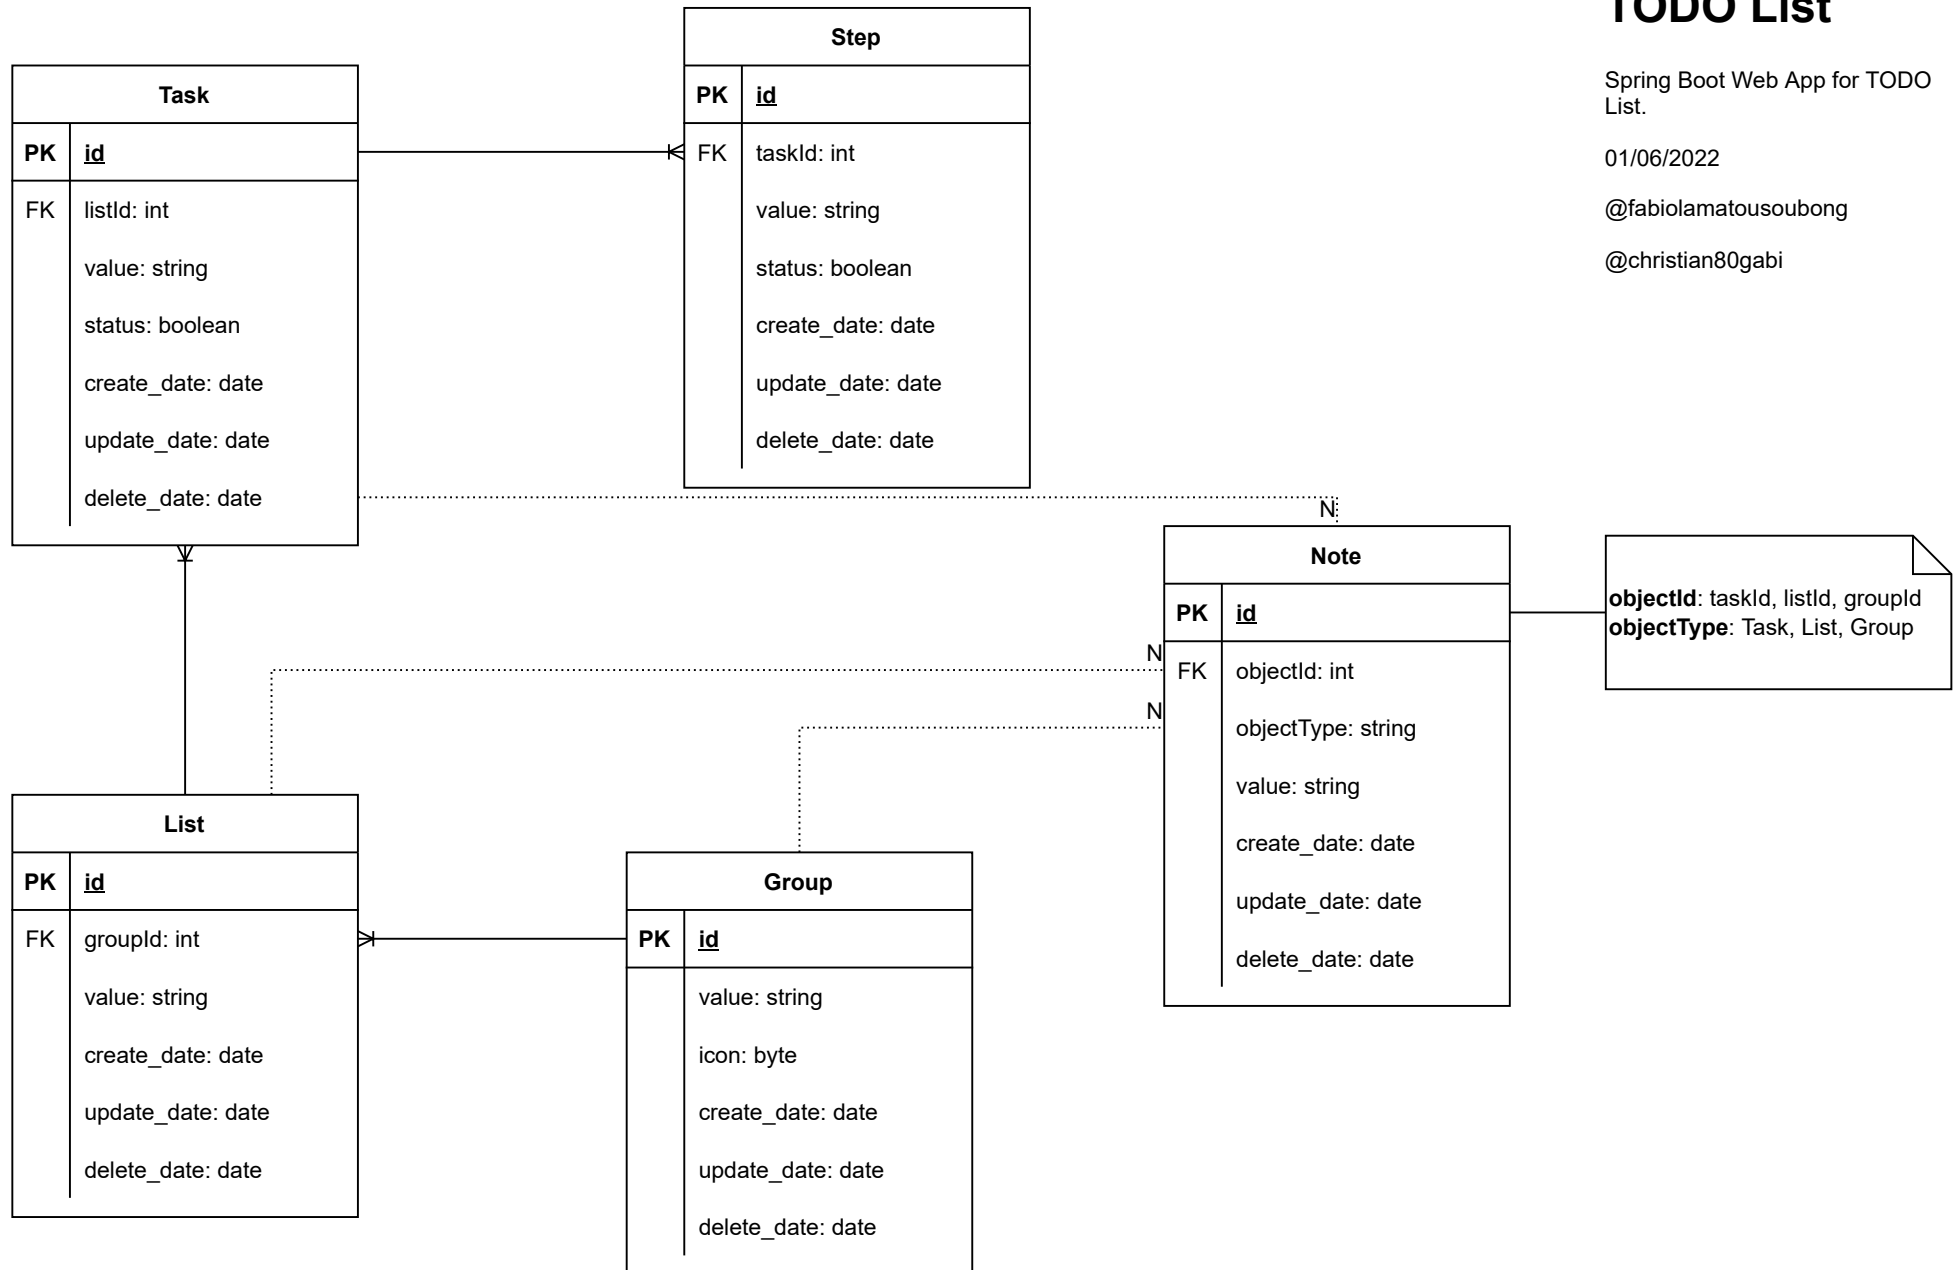 TODO List
Spring Boot Web App for TODO
List.
01/06/2022
@fabiolamatousoubong
@christian80gabi
Step
PK id
FK taskId: int
value: string
status: boolean
create_date: date
update_date: date
delete_date: date
Task
PK id
FK listId: int
value: string
status: boolean
create_date: date
update_date: date
delete_date: date
N
N
N
Note
PK id
FK objectId: int
objectType: string
value: string
create_date: date
update_date: date
delete_date: date
objectId: taskId, listId, groupId
objectType: Task, List, Group
List
PK id
FK groupId: int
value: string
create_date: date
update_date: date
delete_date: date
Group
PK id
value: string
icon: byte
create_date: date
update_date: date
delete_date: date